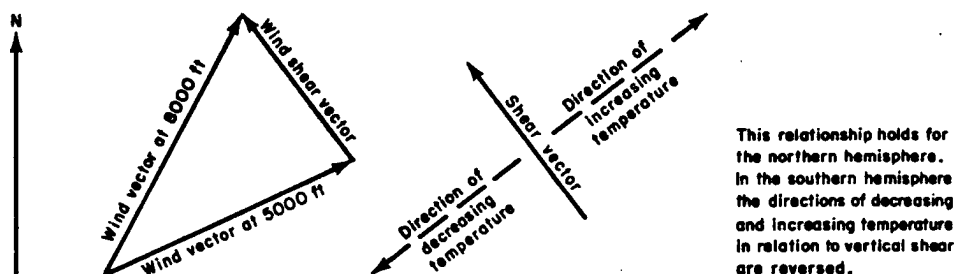 N
Wind vector at 8000 ft
Wind shear vector
Wind vector at 5000 ft
Shear vector
Direction of
increasing
temperature
Direction of
decreasing
temperature
This relationship holds for
the northern hemisphere.
In the southern hemisphere
the directions of decreasing
and increasing temperature
in relation to vertical shear
are reversed.